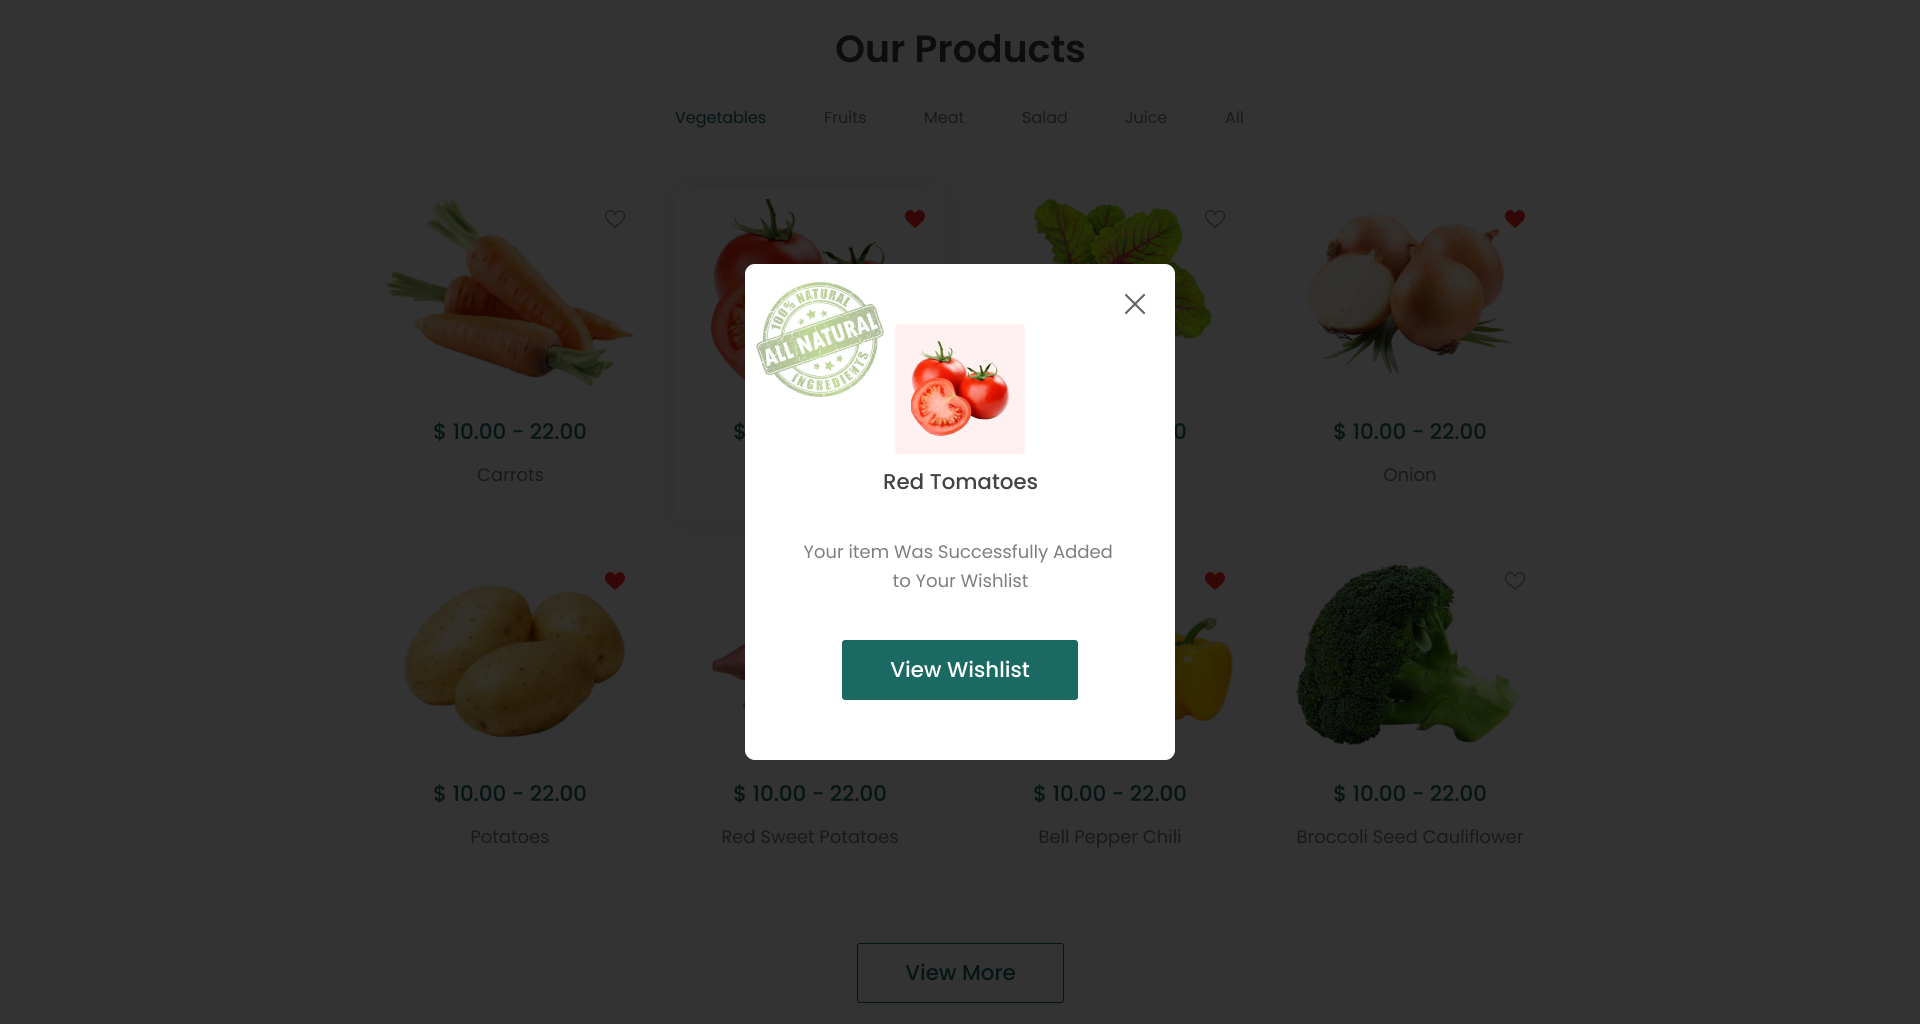 Our Products
Vegetables Fruits Meat Salad Juice All
100% NATURAL
ALL NATURAL
INGREDIENTS
Red Tomatoes
Your item Was Successfully Added
to Your Wishlist
View Wishlist
$ 10.00 - 22.00 $ 0 $ 10.00 - 22.00
Carrots Onion
$ 10.00 - 22.00 $ 10.00 - 22.00 $ 10.00 - 22.00 $ 10.00 - 22.00
Potatoes Red Sweet Potatoes Bell Pepper Chili Broccoli Seed Cauliflower
View More